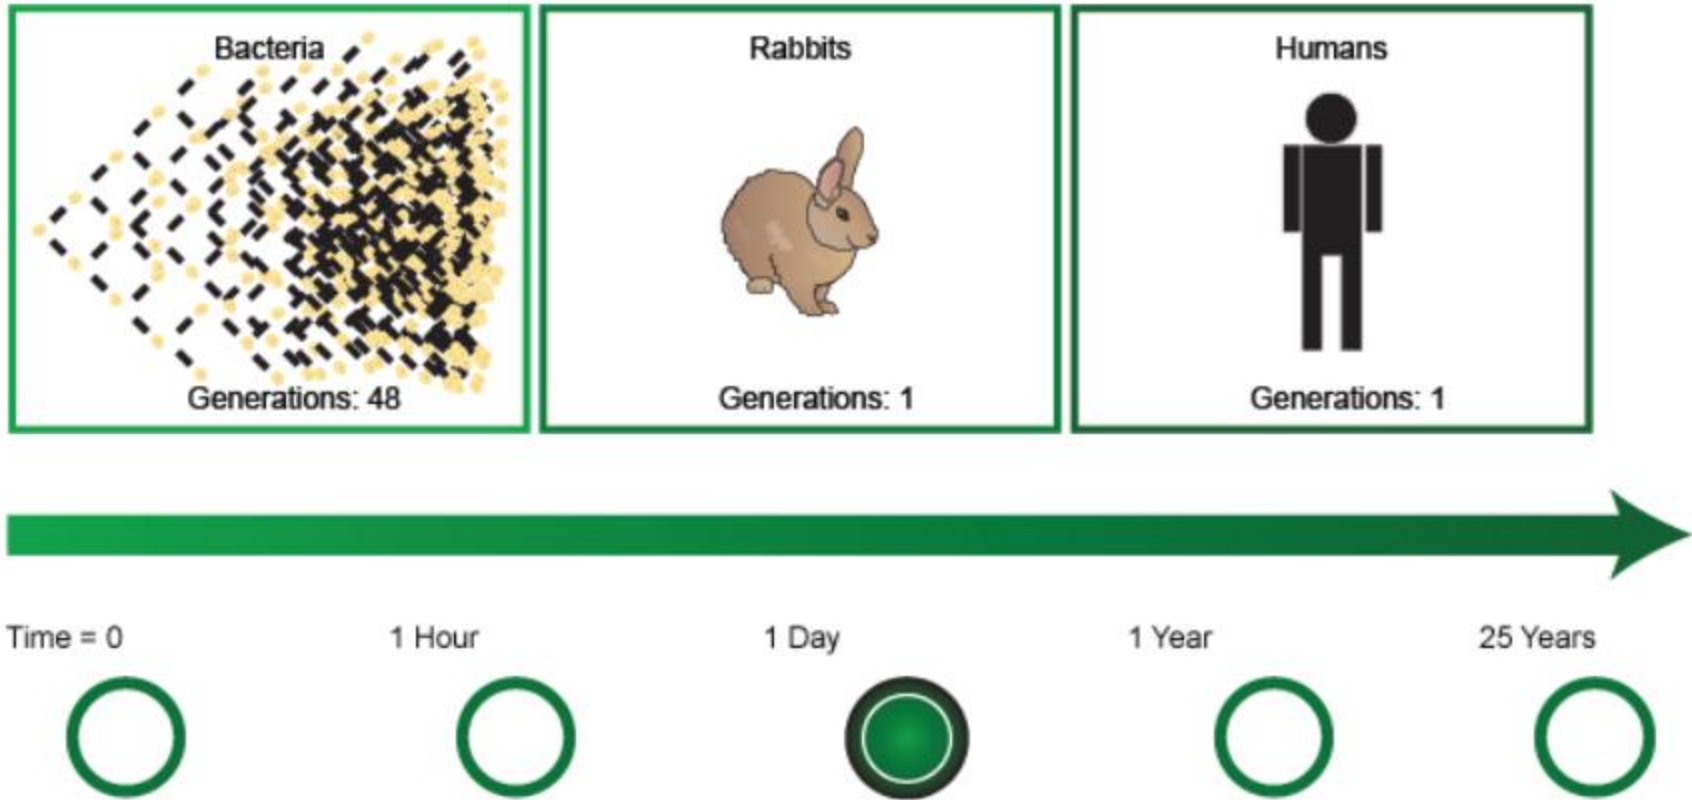 Bacteria
Generations: 48
Rabbits
Generations: 1
Humans
Generations: 1
Time = 0
1 Hour
1 Day
1 Year
25 Years